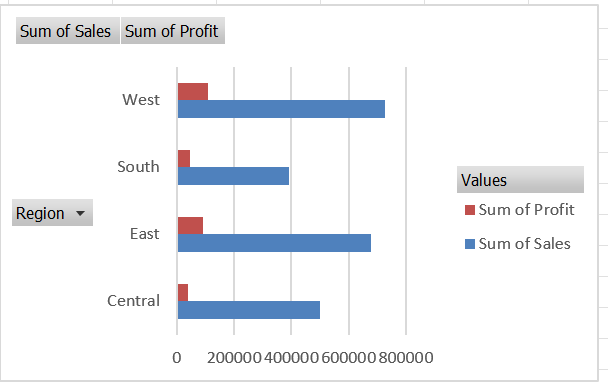 Sum of Sales Sum of Profit
West
South
East
Central
Region
0 200000 400000 600000 800000
Values
Sum of Profit
Sum of Sales